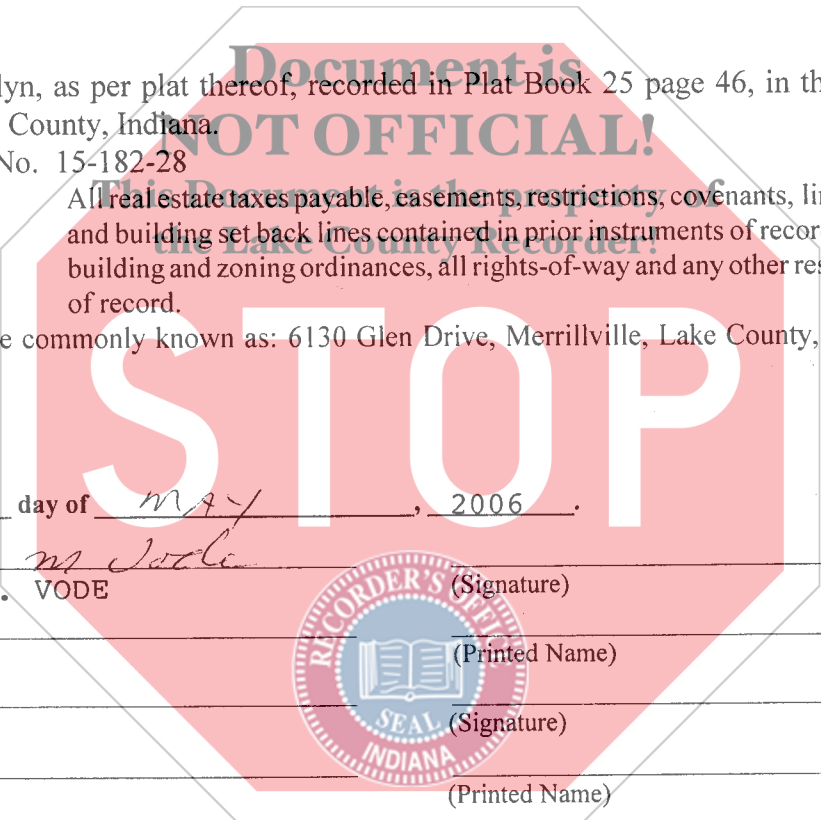 Document is
lyn, as per plat thereof, recorded in Plat Book 25 page 46, in th
County, Indiana.
NOT OFFICIAL!
No. 15-182-28
This Document is the property of
All real estate taxes payable, easements, restrictions, covenants, lin
the Lake County Recorder!
and building set back lines contained in prior instruments of recor
building and zoning ordinances, all rights-of-way and any other res
of record.
e commonly known as: 6130 Glen Drive, Merrillville, Lake County,
STOP
day of MAY , 2006 .
m Vode
. VODE (Signature)
(Printed Name)
(Signature)
(Printed Name)
RECORDER'S OFFICE
SEAL
INDIANA